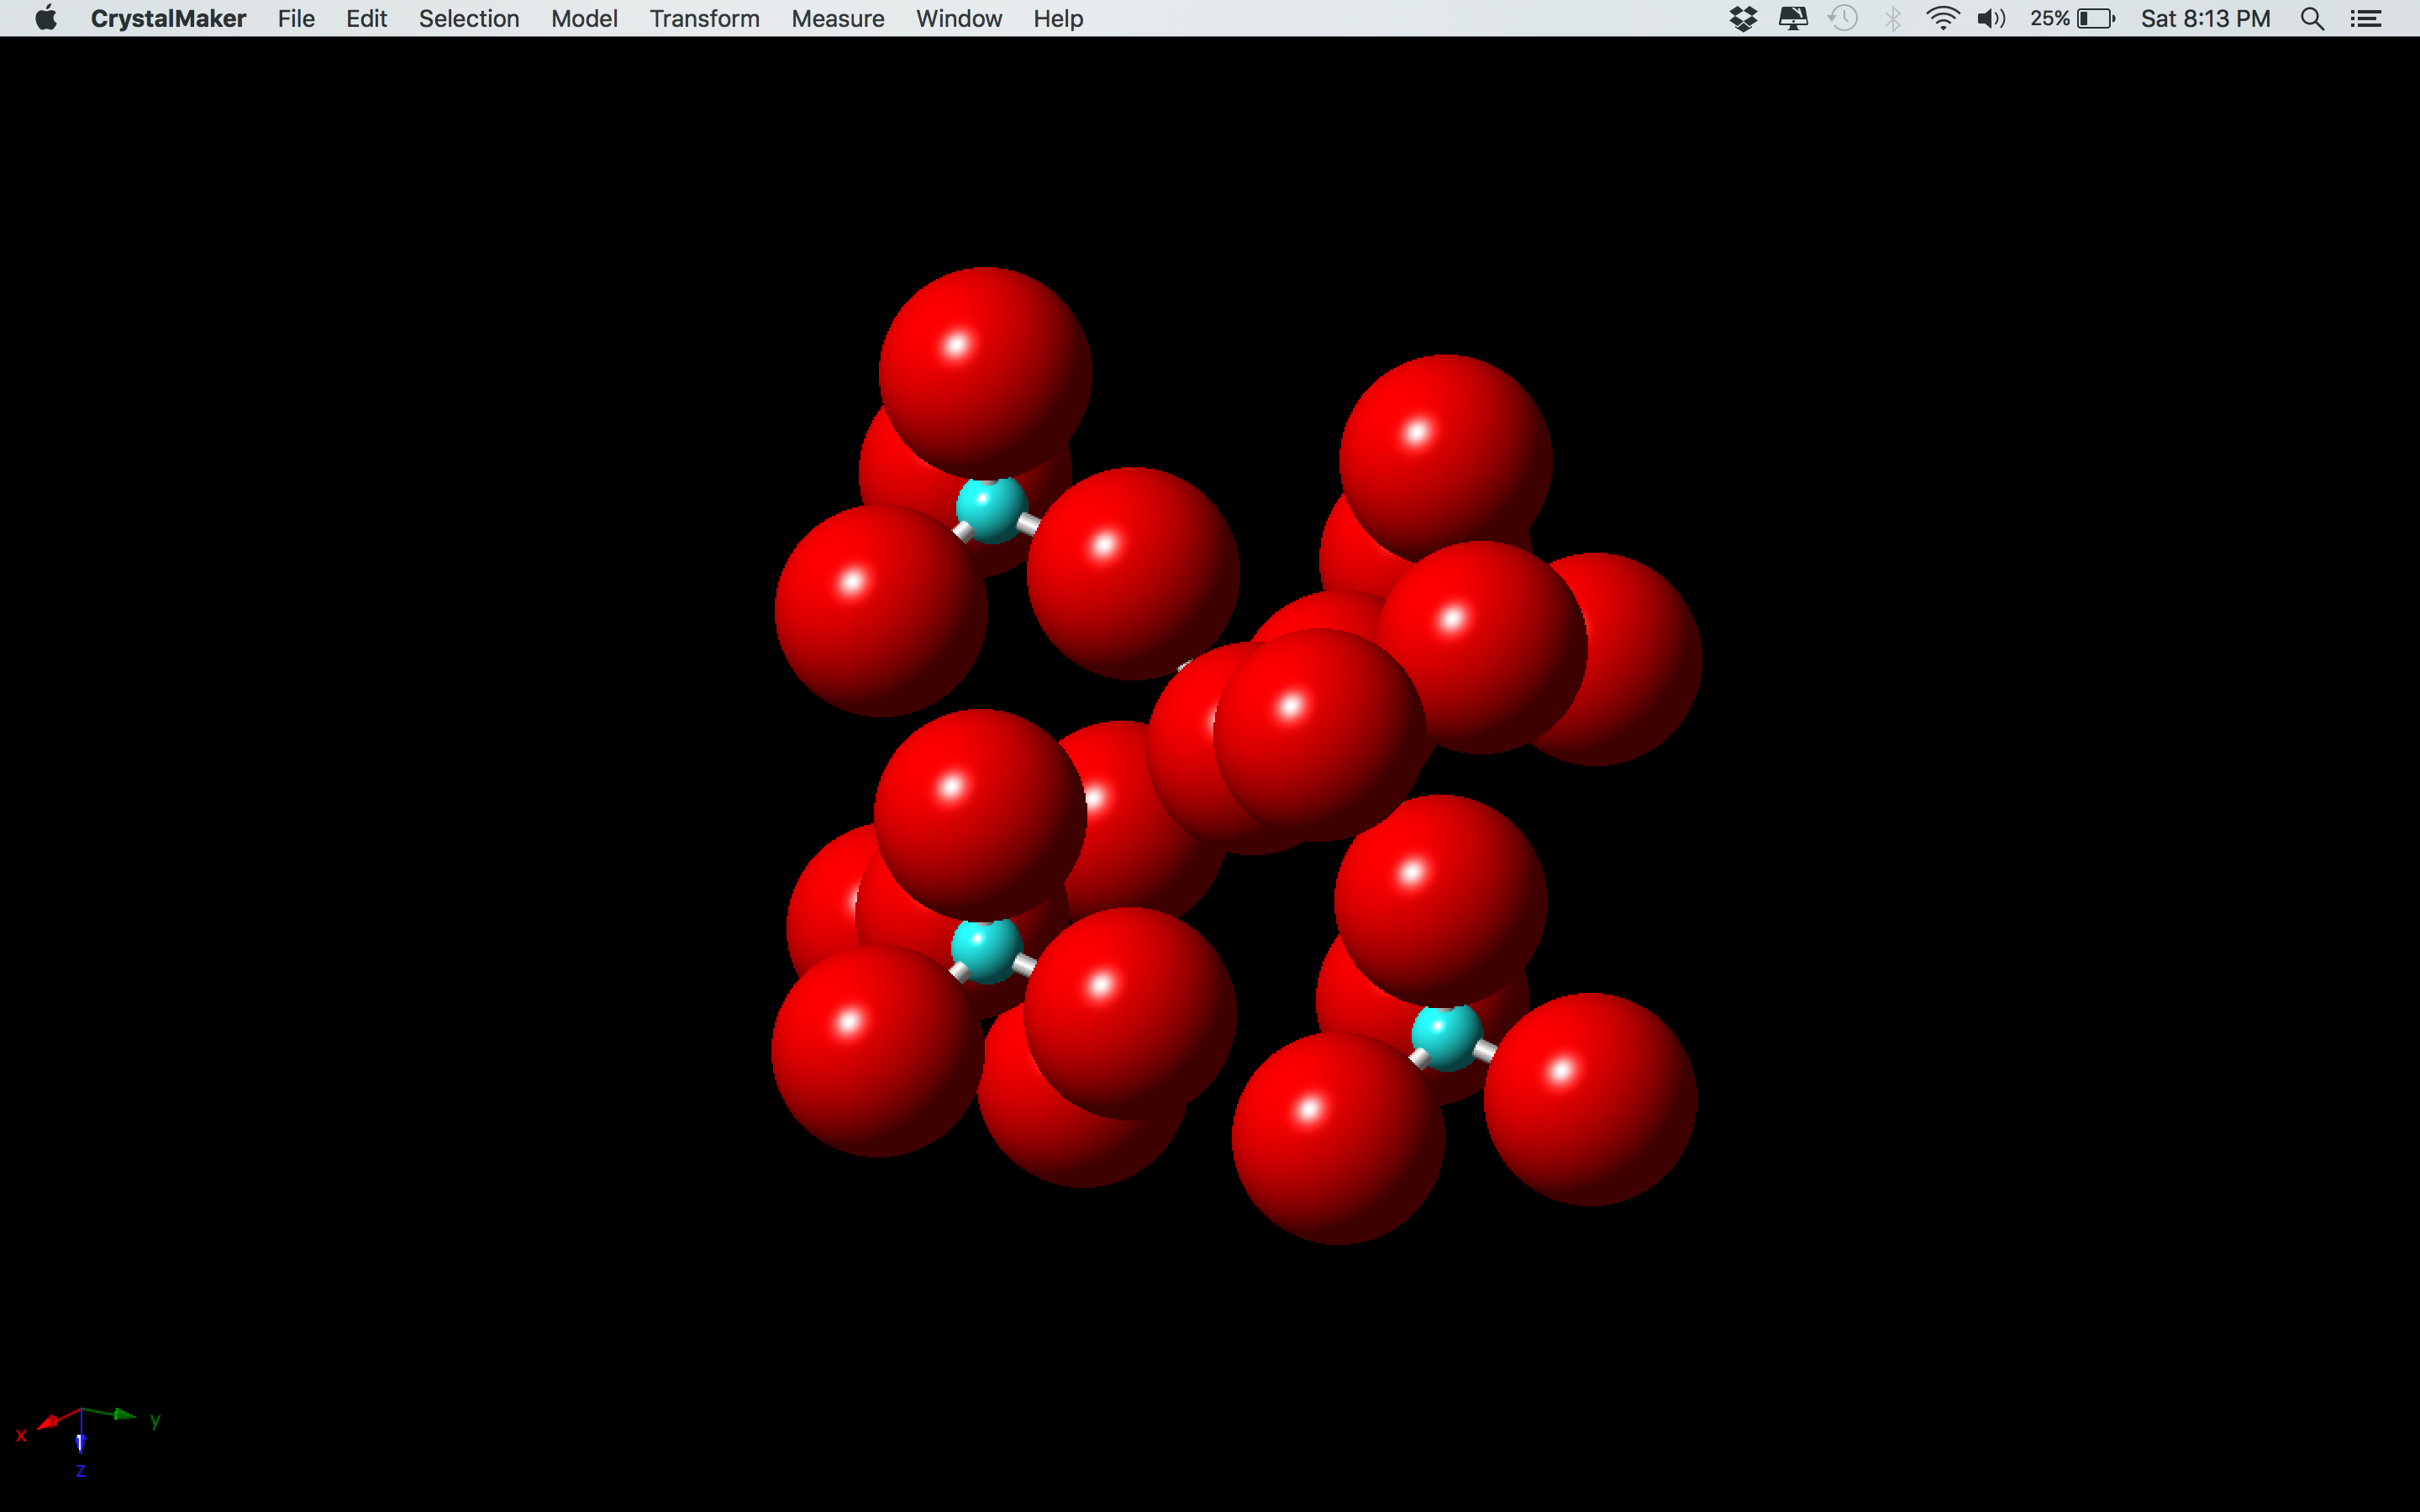 CrystalMaker File Edit Selection Model Transform Measure Window Help 25% Sat 8:13 PM
x y
z